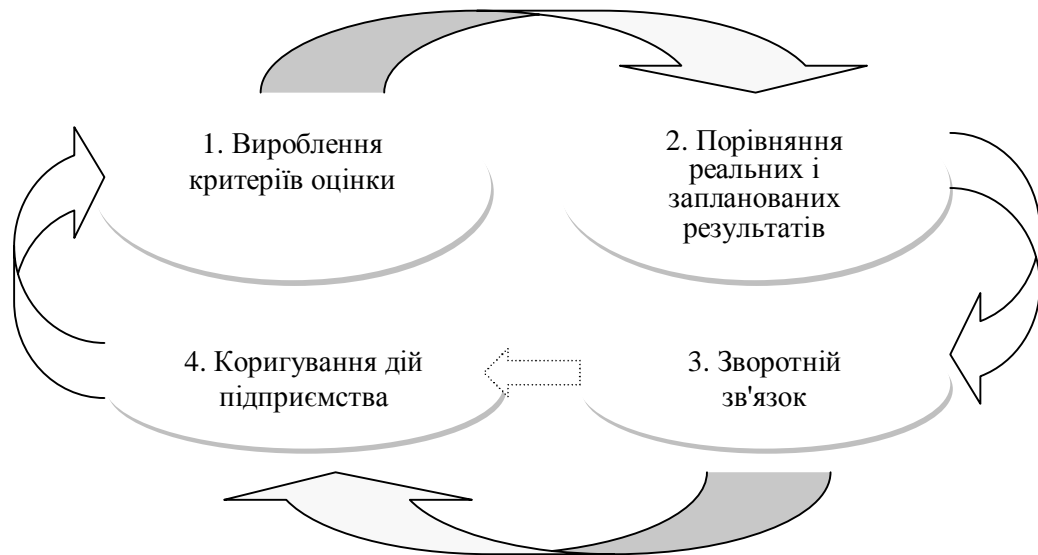 1. Вироблення
критеріїв оцінки
2. Порівняння
реальних і
запланованих
результатів
3. Зворотній
зв'язок
4. Коригування дій
підприємства